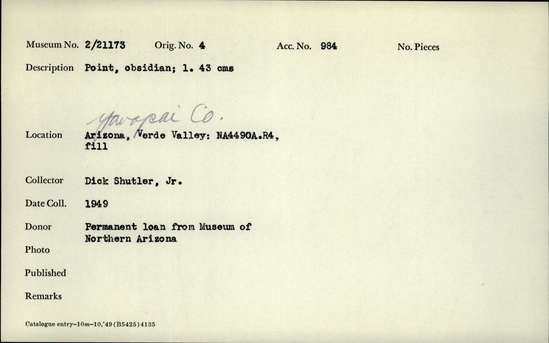 Museum No. 2/21173 Orig. No. 4 Acc. No. 984 No. Pieces
Description Point, obsidian; l. 43 cms
Yavapai Co.
Location Arizona, Verde Valley: NA4490A.R4,
fill
Collector Dick Shutler, Jr.
Date Coll. 1949
Donor Permanent loan from Museum of
Northern Arizona
Photo
Published
Remarks
Catalogue entry—10m—10,'49 (B5425) 4135